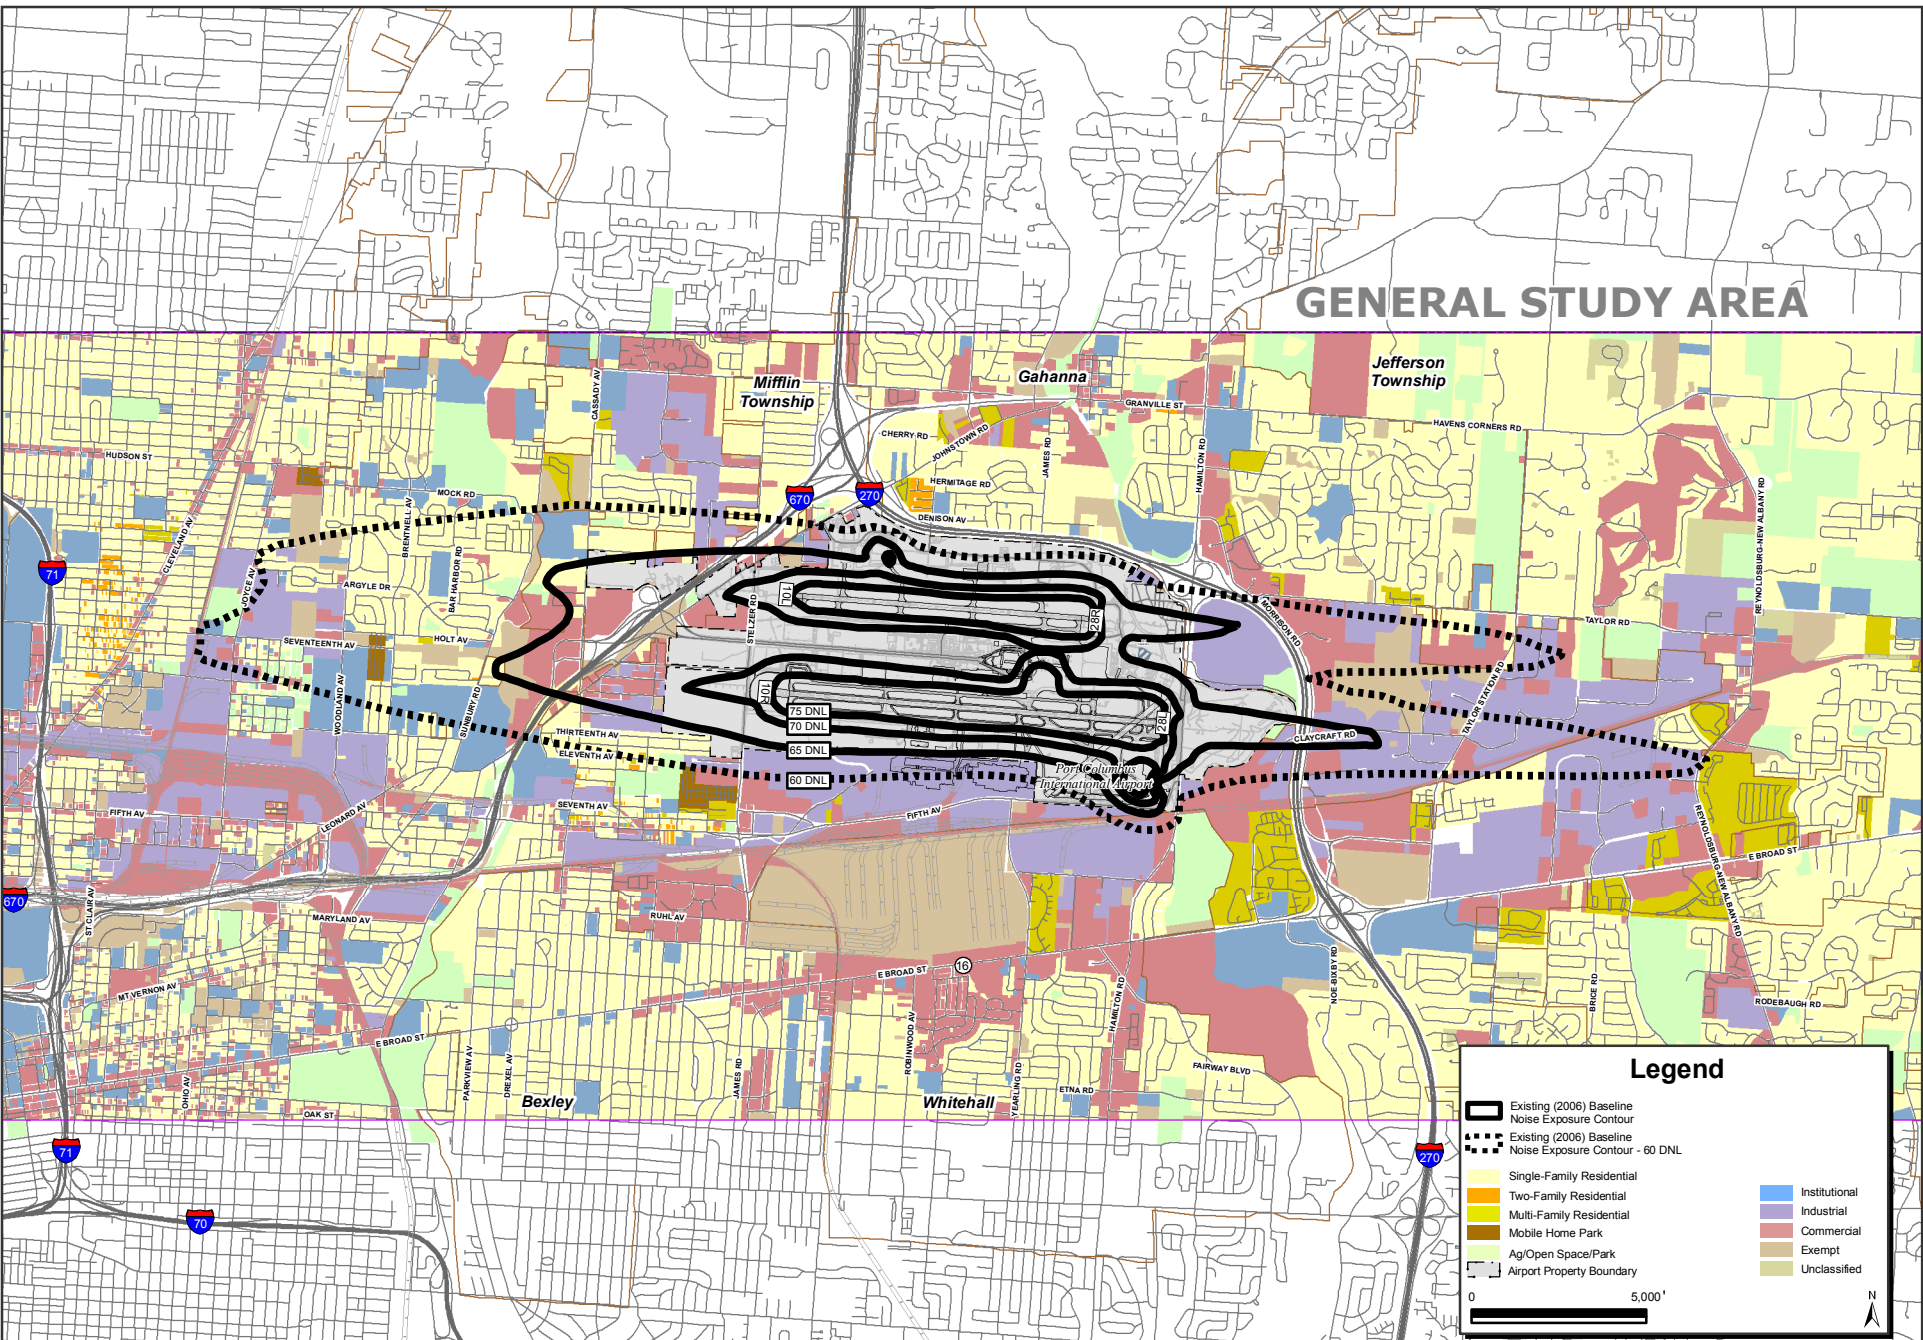 GENERAL STUDY AREA
Jefferson
Township
Gahanna
Mifflin
Township
GRANVILLE ST
CASSADY AV
HAVENS CORNERS RD
CHERRY RD
JOHNSTOWN RD
JAMES RD
HAMILTON RD
HUDSON ST
HERMITAGE RD
MOCK RD
670
270
REYNOLDSBURG-NEW ALBANY RD
DENISON AV
BRENTNELL AV
CLEVELAND AV
71
JOYCE AV
ARGYLE DR
BAR HARBOR RD
10L
28R
STELZER RD
MORRISON RD
TAYLOR RD
SEVENTEENTH AV
HOLT AV
WOODLAND AV
SUNBURY RD
10R
28L
TAYLOR STATION RD
75 DNL
70 DNL
65 DNL
60 DNL
THIRTEENTH AV
ELEVENTH AV
CLAYCRAFT RD
Port Columbus
International Airport
SEVENTH AV
FIFTH AV
FIFTH AV
LEONARD AV
E BROAD ST
REYNOLDSBURG-NEW ALBANY RD
670
ST CLAIR AV
MARYLAND AV
RUHL AV
E BROAD ST
16
MT VERNON AV
NOE-BIXBY RD
HAMILTON RD
BRICE RD
RODEBAUGH RD
E BROAD ST
ROBINWOOD AV
PARKVIEW AV
DREXEL AV
JAMES RD
YEARLING RD
ETNA RD
FAIRWAY BLVD
OHIO AV
OAK ST
Bexley
Whitehall
71
270
70
Legend
Existing (2006) Baseline
Noise Exposure Contour
Existing (2006) Baseline
Noise Exposure Contour - 60 DNL
Single-Family Residential
Two-Family Residential
Multi-Family Residential
Mobile Home Park
Ag/Open Space/Park
Airport Property Boundary
Institutional
Industrial
Commercial
Exempt
Unclassified
0
5,000'
N